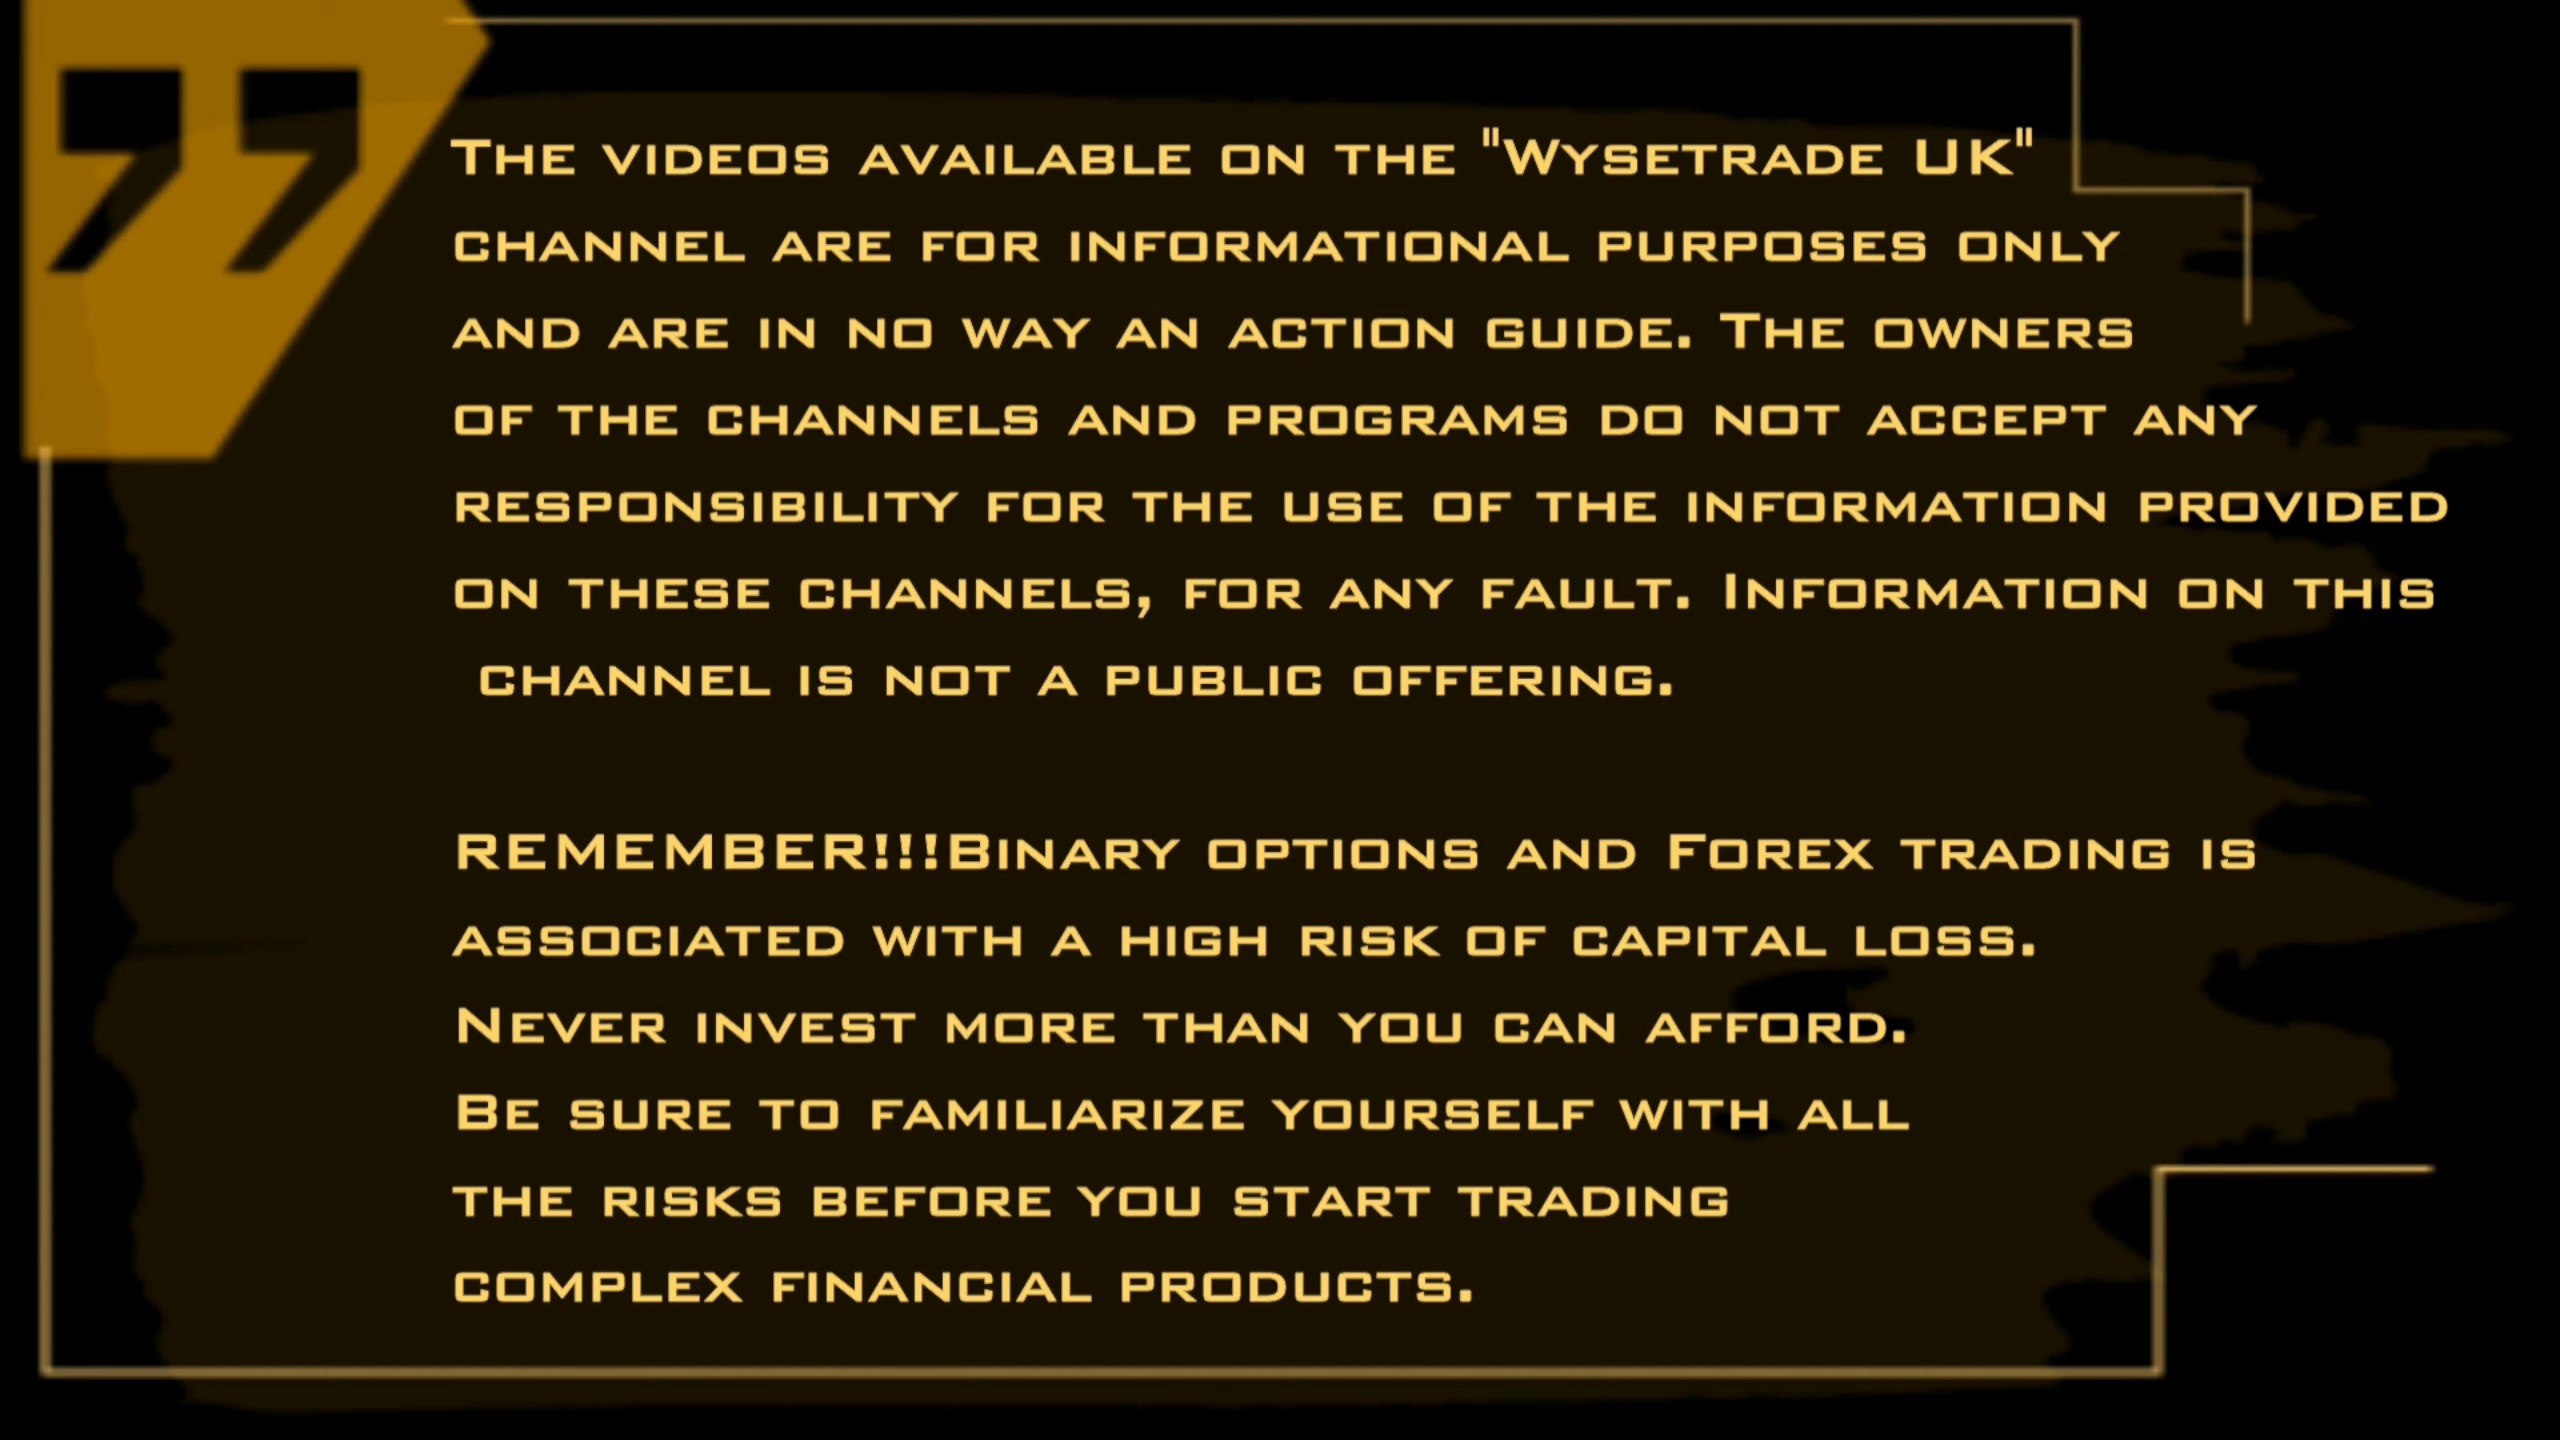 The videos available on the "Wysetrade UK"
channel are for informational purposes only
and are in no way an action guide. The owners
of the channels and programs do not accept any
responsibility for the use of the information provided
on these channels, for any fault. Information on this
channel is not a public offering.
REMEMBER!!!Binary options and Forex trading is
associated with a high risk of capital loss.
Never invest more than you can afford.
Be sure to familiarize yourself with all
the risks before you start trading
complex financial products.